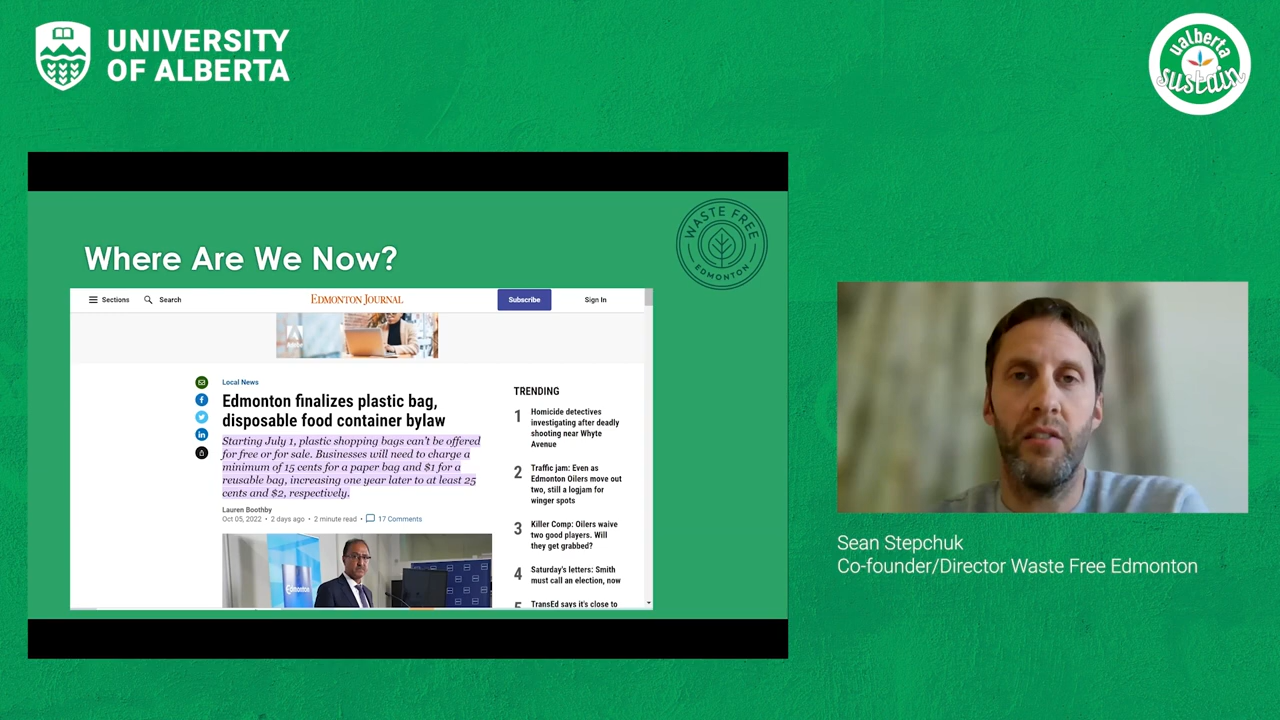 UNIVERSITY
OF ALBERTA
ualberta
sustain
Where Are We Now?
WASTE FREE
EDMONTON
Sections
Search
EDMONTON JOURNAL
Subscribe
Sign In
Local News
Edmonton finalizes plastic bag,
disposable food container bylaw
Starting July 1, plastic shopping bags can't be offered
for free or for sale. Businesses will need to charge a
minimum of 15 cents for a paper bag and $1 for a
reusable bag, increasing one year later to at least 25
cents and $2, respectively.
Lauren Boothby
Oct 05, 2022 • 2 days ago • 2 minute read • 17 Comments
Edmonton
TRENDING
1 Homicide detectives
investigating after deadly
shooting near Whyte
Avenue
2 Traffic jam: Even as
Edmonton Oilers move out
two, still a logjam for
winger spots
3 Killer Comp: Oilers waive
two good players. Will
they get grabbed?
4 Saturday's letters: Smith
must call an election, now
5 TransEd says it's close to
Sean Stepchuk
Co-founder/Director Waste Free Edmonton